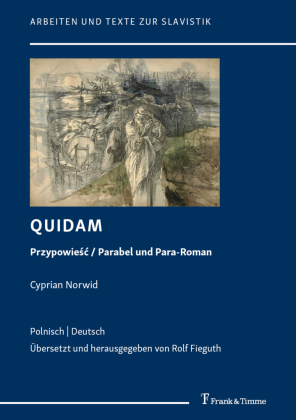 ARBEITEN UND TEXTE ZUR SLAVISTIK
QUIDAM
Przypowieść / Parabel und Para-Roman
Cyprian Norwid
Polnisch | Deutsch
Übersetzt und herausgegeben von Rolf Fieguth
Frank & Timme